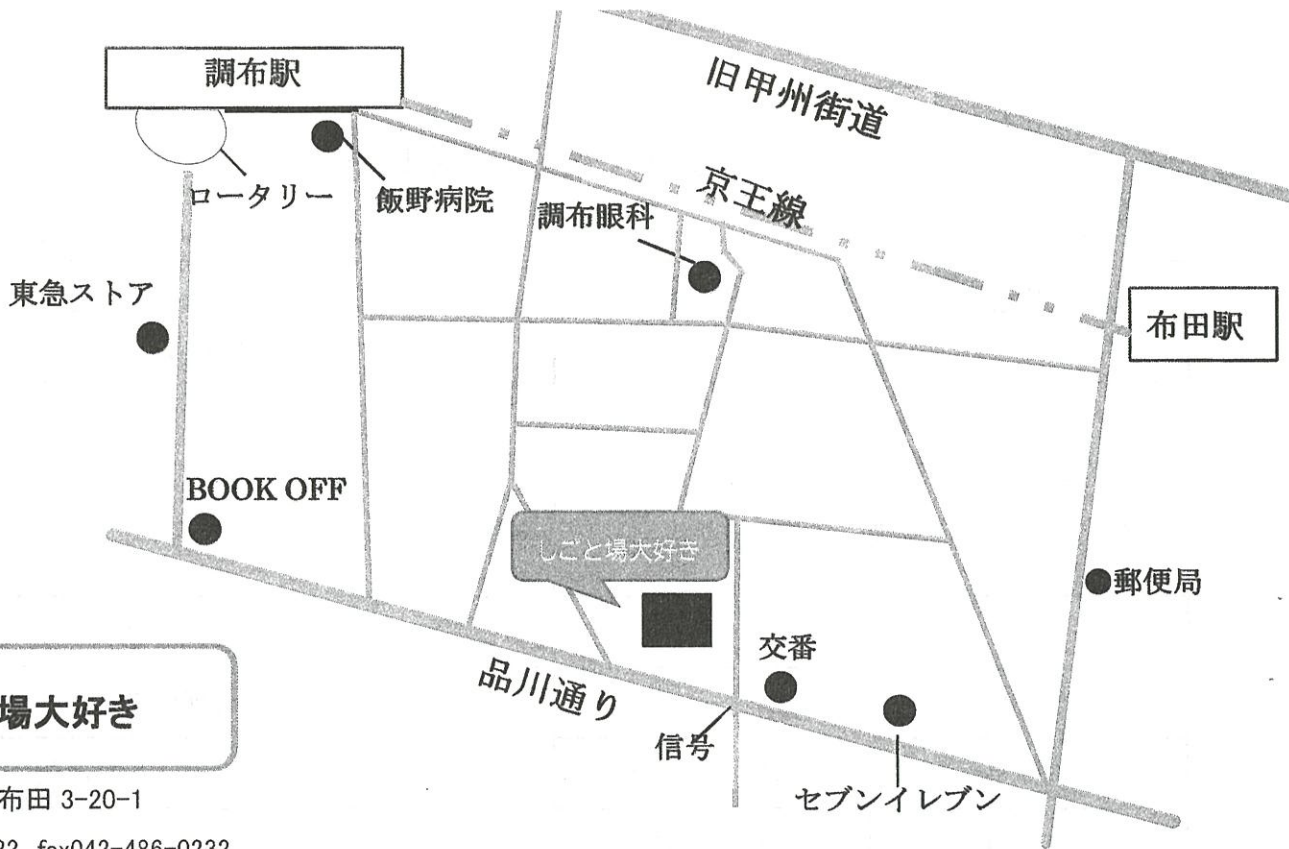 調布駅
旧甲州街道
ロータリー
飯野病院
京王線
調布眼科
東急ストア
布田駅
BOOK OFF
しごと場大好き
郵便局
交番
品川通り
場大好き
信号
セブンイレブン
布田 3-20-1
fax042-486-0232